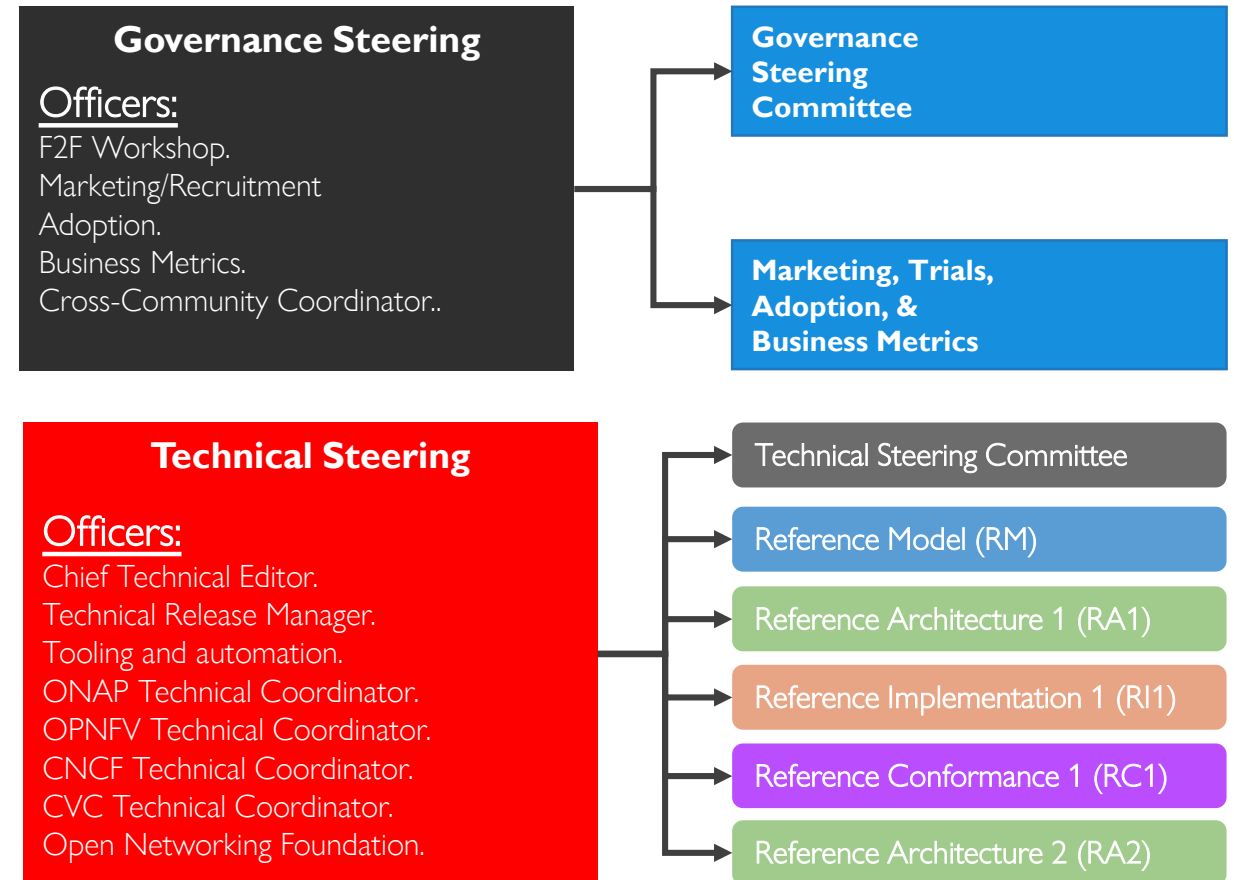 Governance Steering
Officers:
F2F Workshop.
Marketing/Recruitment
Adoption.
Business Metrics.
Cross-Community Coordinator..
Governance
Steering
Committee
Marketing, Trials,
Adoption, &
Business Metrics
Technical Steering
Officers:
Chief Technical Editor.
Technical Release Manager.
Tooling and automation.
ONAP Technical Coordinator.
OPNFV Technical Coordinator.
CNCF Technical Coordinator.
CVC Technical Coordinator.
Open Networking Foundation.
Technical Steering Committee
Reference Model (RM)
Reference Architecture 1 (RA1)
Reference Implementation 1 (RI1)
Reference Conformance 1 (RC1)
Reference Architecture 2 (RA2)